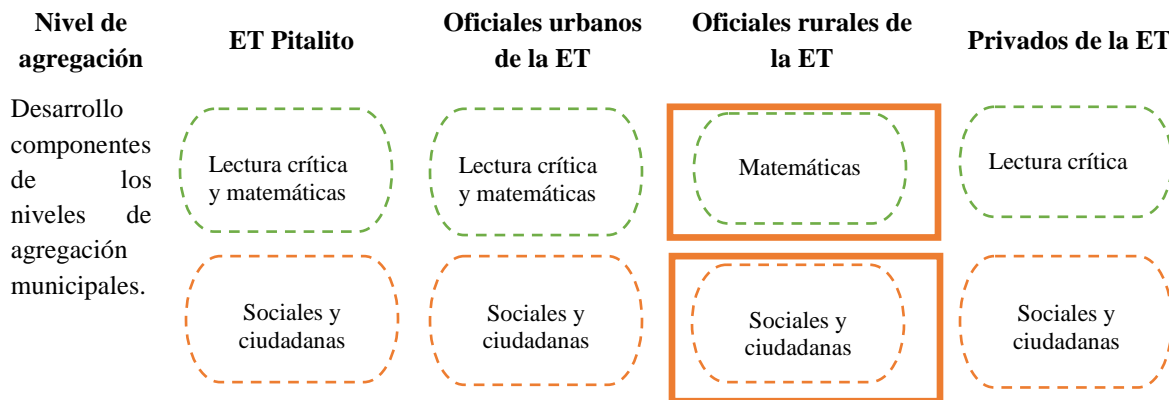 Nivel de
agregación
ET Pitalito
Oficiales urbanos
de la ET
Oficiales rurales de
la ET
Privados de la ET
Desarrollo
componentes
de los
niveles de
agregación
municipales.
Lectura crítica
y matemáticas
Lectura crítica
y matemáticas
Matemáticas
Lectura crítica
Sociales y
ciudadanas
Sociales y
ciudadanas
Sociales y
ciudadanas
Sociales y
ciudadanas